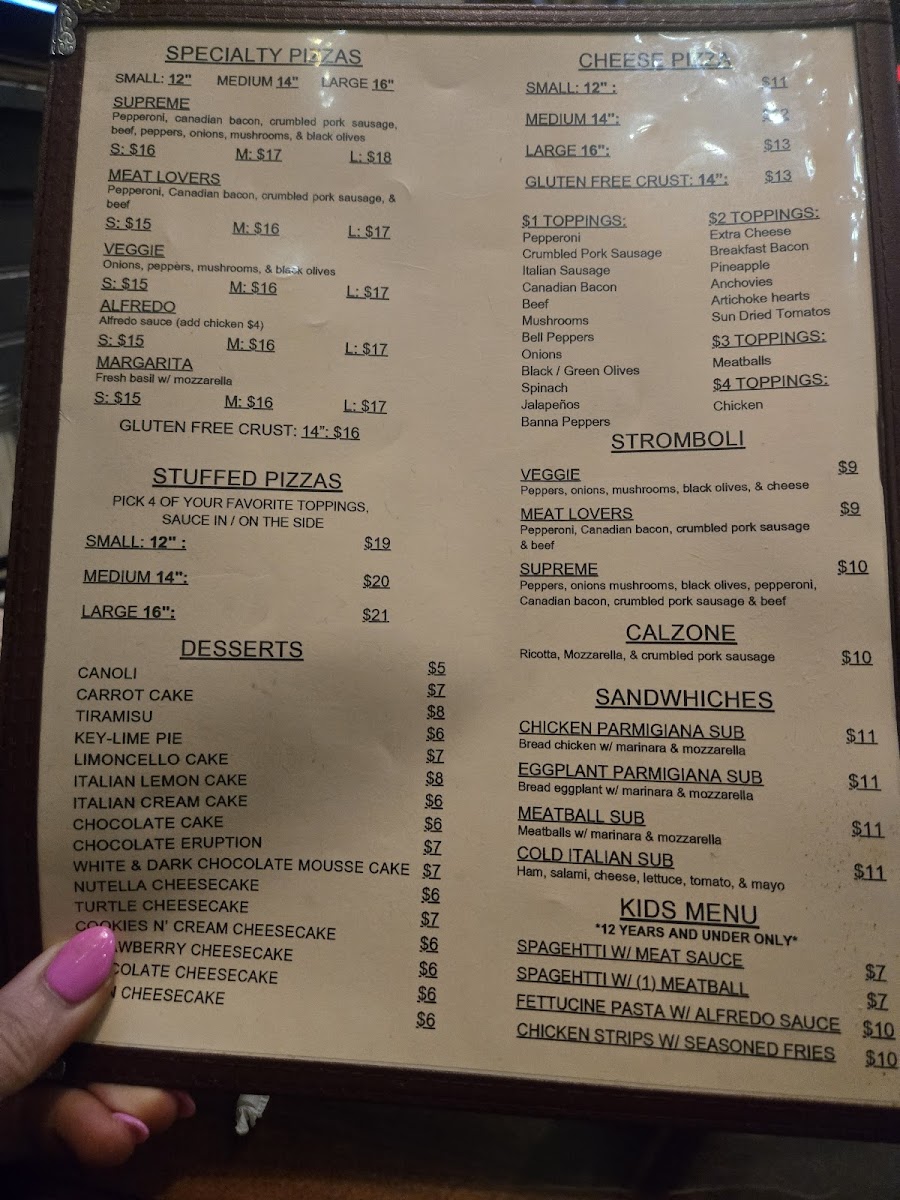 SPECIALTY PIZZAS
SMALL: 12" MEDIUM 14" LARGE 16"
SUPREME
Pepperoni, canadian bacon, crumbled pork sausage,
beef, peppers, onions, mushrooms, & black olives
S: $16 M: $17 L: $18
MEAT LOVERS
Pepperoni, Canadian bacon, crumbled pork sausage, &
beef
S: $15 M: $16 L: $17
VEGGIE
Onions, peppers, mushrooms, & black olives
S: $15 M: $16 L: $17
ALFREDO
Alfredo sauce (add chicken $4)
S: $15 M: $16 L: $17
MARGARITA
Fresh basil w/ mozzarella
S: $15 M: $16 L: $17
GLUTEN FREE CRUST: 14": $16
STUFFED PIZZAS
PICK 4 OF YOUR FAVORITE TOPPINGS,
SAUCE IN / ON THE SIDE
SMALL: 12" : $19
MEDIUM 14": $20
LARGE 16": $21
DESSERTS
CANOLI $5
CARROT CAKE $7
TIRAMISU $8
KEY-LIME PIE $6
LIMONCELLO CAKE $7
ITALIAN LEMON CAKE $8
ITALIAN CREAM CAKE $6
CHOCOLATE CAKE $6
CHOCOLATE ERUPTION $7
WHITE & DARK CHOCOLATE MOUSSE CAKE $7
NUTELLA CHEESECAKE $6
TURTLE CHEESECAKE $7
COOKIES N' CREAM CHEESECAKE $6
AWBERRY CHEESECAKE $6
COLATE CHEESECAKE $6
N CHEESECAKE $6
CHEESE PIZZA
SMALL: 12" : $11
MEDIUM 14":
LARGE 16": $13
GLUTEN FREE CRUST: 14": $13
$1 TOPPINGS:
Pepperoni
Crumbled Pork Sausage
Italian Sausage
Canadian Bacon
Beef
Mushrooms
Bell Peppers
Onions
Black / Green Olives
Spinach
Jalapeños
Banna Peppers
$2 TOPPINGS:
Extra Cheese
Breakfast Bacon
Pineapple
Anchovies
Artichoke hearts
Sun Dried Tomatos
$3 TOPPINGS:
Meatballs
$4 TOPPINGS:
Chicken
STROMBOLI
VEGGIE $9
Peppers, onions, mushrooms, black olives, & cheese
MEAT LOVERS $9
Pepperoni, Canadian bacon, crumbled pork sausage
& beef
SUPREME $10
Peppers, onions mushrooms, black olives, pepperoni,
Canadian bacon, crumbled pork sausage & beef
CALZONE
Ricotta, Mozzarella, & crumbled pork sausage $10
SANDWHICHES
CHICKEN PARMIGIANA SUB $11
Bread chicken w/ marinara & mozzarella
EGGPLANT PARMIGIANA SUB $11
Bread eggplant w/ marinara & mozzarella
MEATBALL SUB $11
Meatballs w/ marinara & mozzarella
COLD ITALIAN SUB $11
Ham, salami, cheese, lettuce, tomato, & mayo
KIDS MENU
*12 YEARS AND UNDER ONLY*
SPAGEHTTI W/ MEAT SAUCE $7
SPAGEHTTI W/ (1) MEATBALL $7
FETTUCINE PASTA W/ ALFREDO SAUCE $10
CHICKEN STRIPS W/ SEASONED FRIES $10